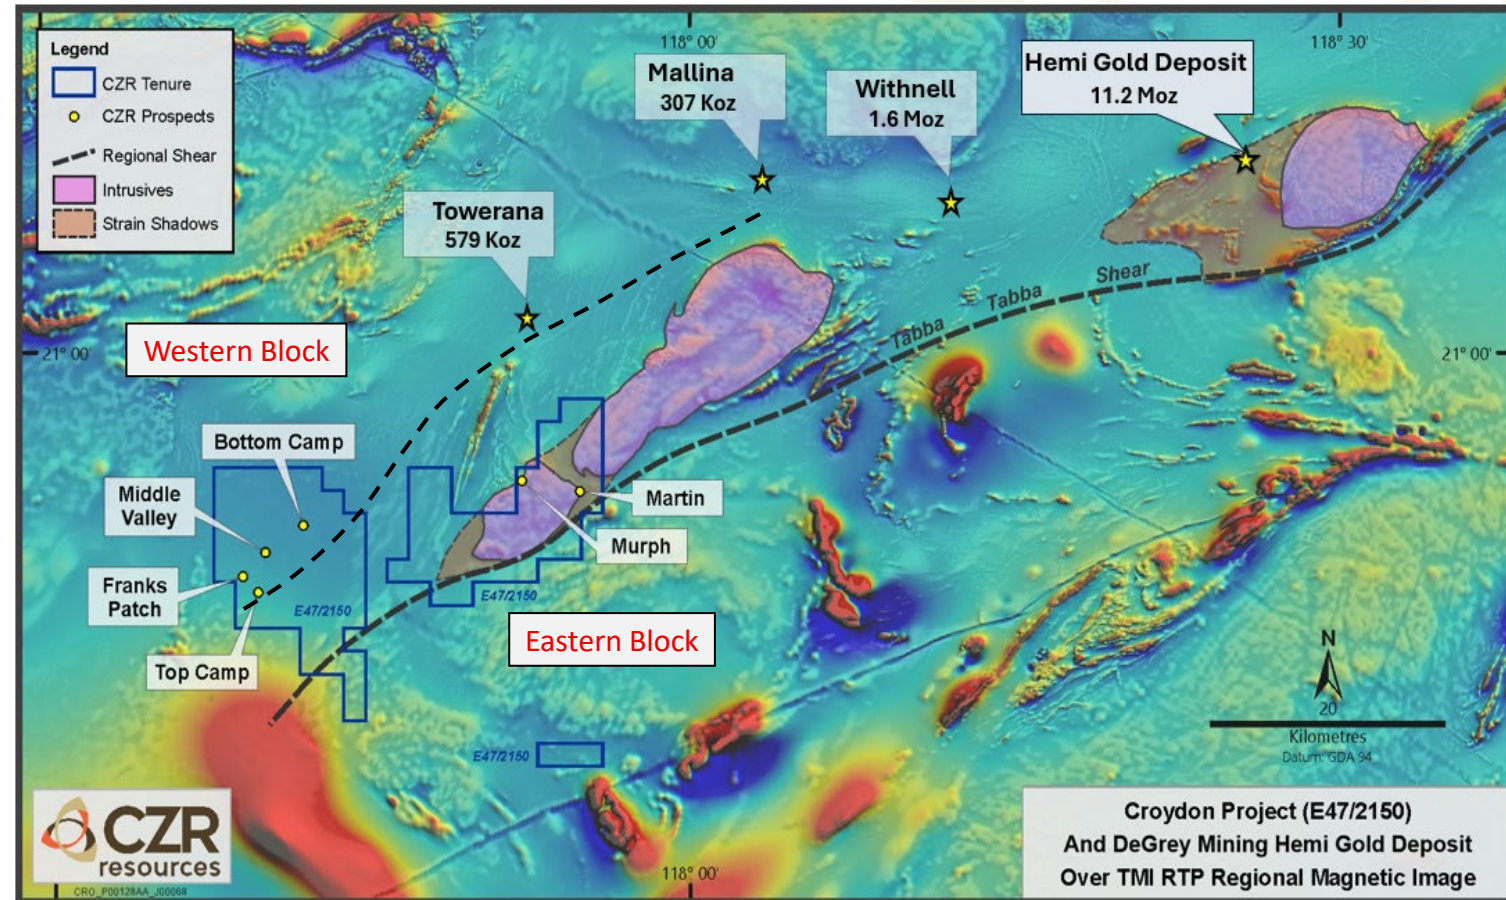 Legend
CZR Tenure
CZR Prospects
Regional Shear
Intrusives
Strain Shadows
118° 00'
118° 30'
Mallina
307 Koz
Withnell
1.6 Moz
Hemi Gold Deposit
11.2 Moz
Towerana
579 Koz
Tabba Tabba Shear
21° 00'
Western Block
21° 00'
Bottom Camp
Middle
Valley
Franks
Patch
Top Camp
E47/2150
Martin
Murph
E47/2150
Eastern Block
E47/2150
N
20
Kilometres
Datum: GDA 94
CZR
resources
CRO_P00128AA_J00068
118° 00'
Croydon Project (E47/2150)
And DeGrey Mining Hemi Gold Deposit
Over TMI RTP Regional Magnetic Image